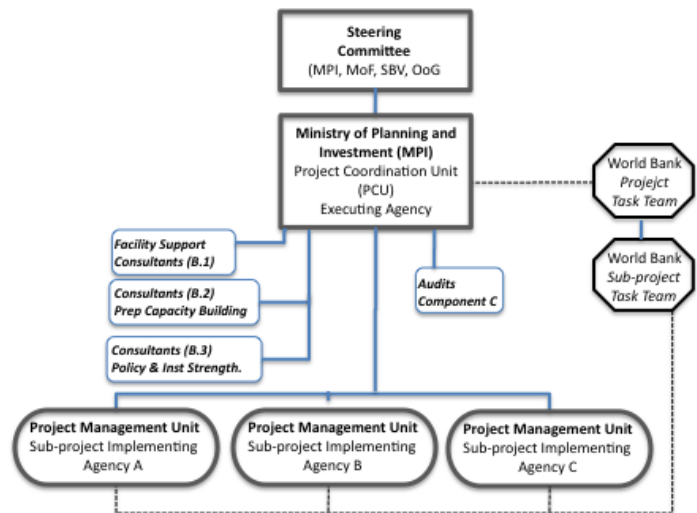 Steering
Committee
(MPI, MoF, SBV, OoG
Ministry of Planning and
Investment (MPI)
Project Coordination Unit
(PCU)
Executing Agency
World Bank
Projejct
Task Team
World Bank
Sub-project
Task Team
Facility Support
Consultants (B.1)
Consultants (B.2)
Prep Capacity Building
Consultants (B.3)
Policy & Inst Strength.
Audits
Component C
Project Management Unit
Sub-project Implementing
Agency A
Project Management Unit
Sub-project Implementing
Agency B
Project Management Unit
Sub-project Implementing
Agency C